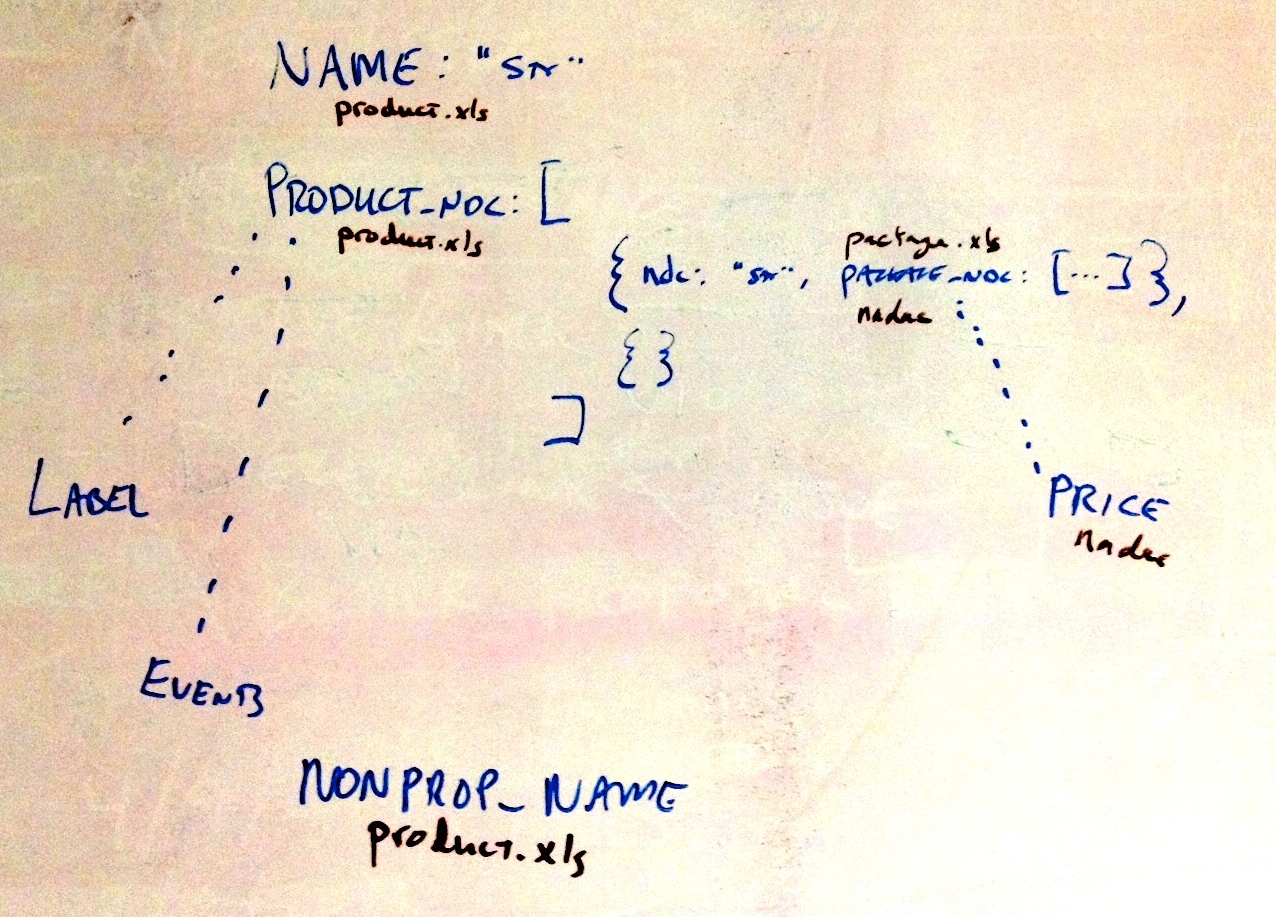 NAME: "str"
product.xls
PRODUCT_NDC: [
product.xls
package.xls
{ ndc: "str", PACKAGE_NDC: [...] },
nadac
{ }
]
LABEL
PRICE
nadac
EVENTS
NONPROP_NAME
product.xls